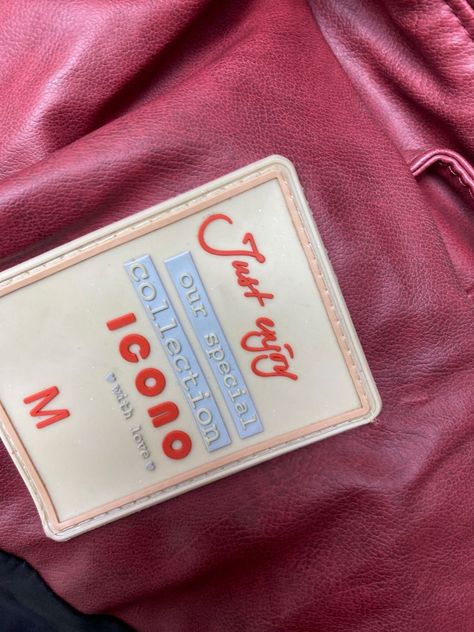 Just enjoy
our special
collection
ICONO
with love
M